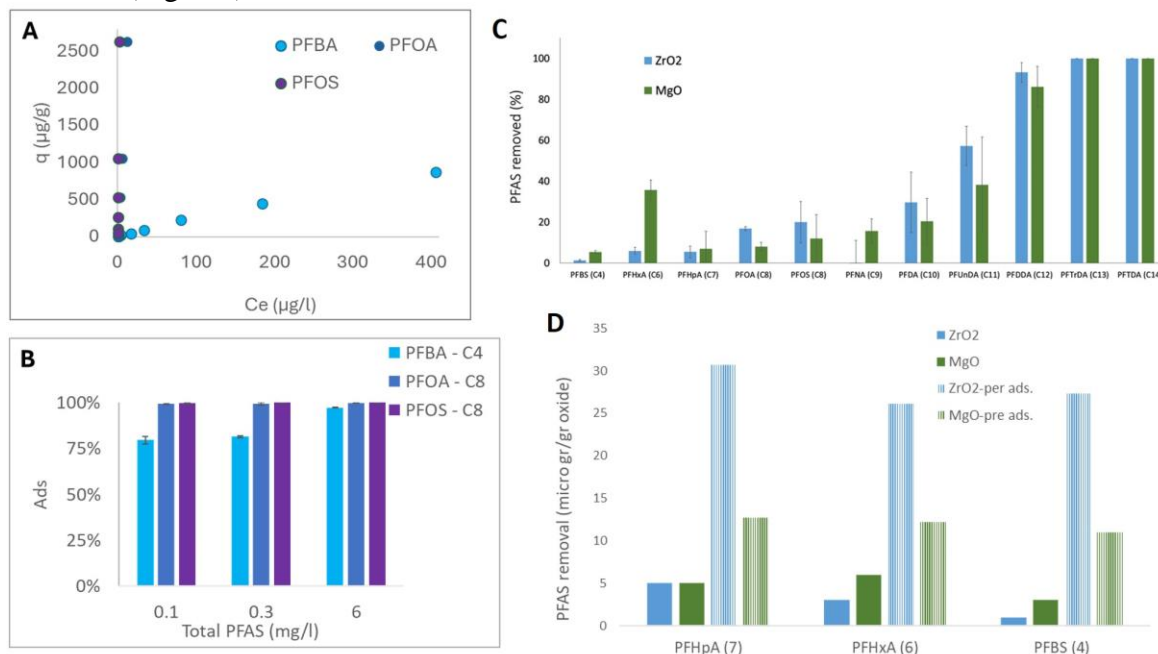 A
PFBA
PFOA
PFOS
q (µg/g)
2500
2000
1500
1000
500
0
0
100
200
300
400
Ce (µg/l)
B
PFBA - C4
PFOA - C8
PFOS - C8
Ads
100%
75%
50%
25%
0%
0.1
0.3
6
Total PFAS (mg/l)
C
ZrO2
MgO
PFAS removed (%)
100
80
60
40
20
0
PFBS (C4)
PFHxA (C6)
PFHpA (C7)
PFOA (C8)
PFOS (C8)
PFNA (C9)
PFDA (C10)
PFUnDA (C11)
PFDDA (C12)
PFTrDA (C13)
PFTDA (C14
D
ZrO2
MgO
ZrO2-per ads.
MgO-pre ads.
PFAS removal (micro gr/gr oxide)
35
30
25
20
15
10
5
0
PFHpA (7)
PFHxA (6)
PFBS (4)